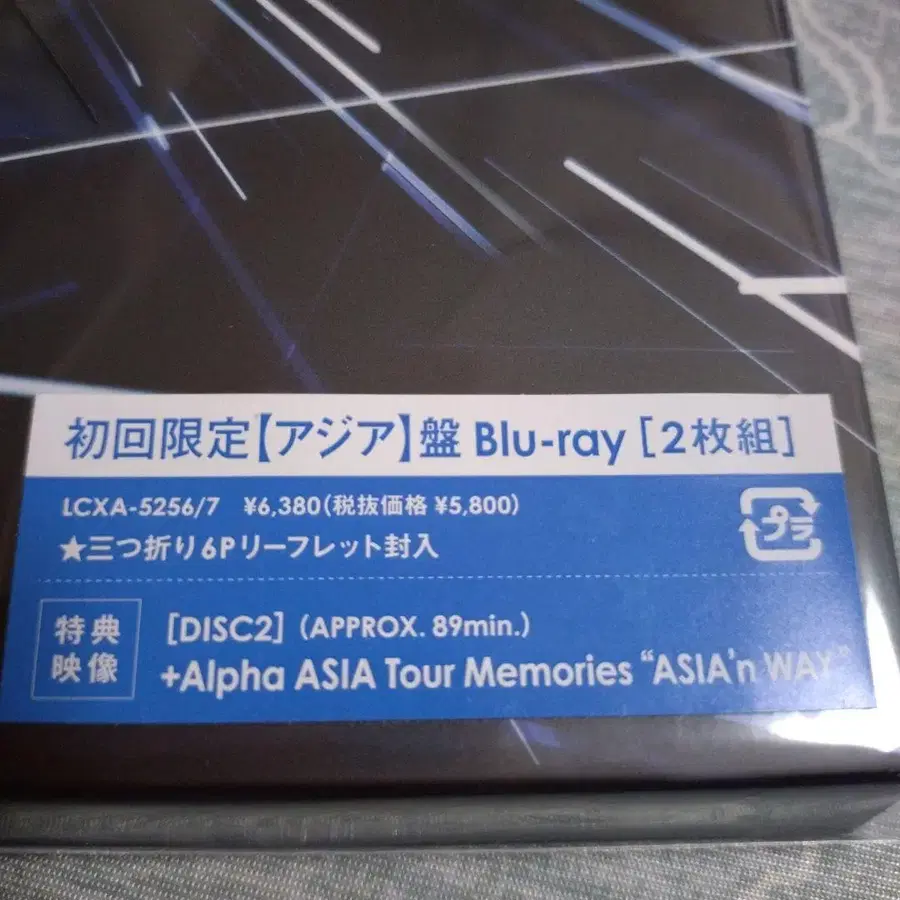 初回限定【アジア】盤 Blu-ray [2枚組]
LCXA-5256/7 ¥6,380(税抜価格 ¥5,800)
★三つ折り6Pリーフレット封入
プラ
特典
映像
[DISC2] (APPROX. 89min.)
+Alpha ASIA Tour Memories “ASIA'n WAY”